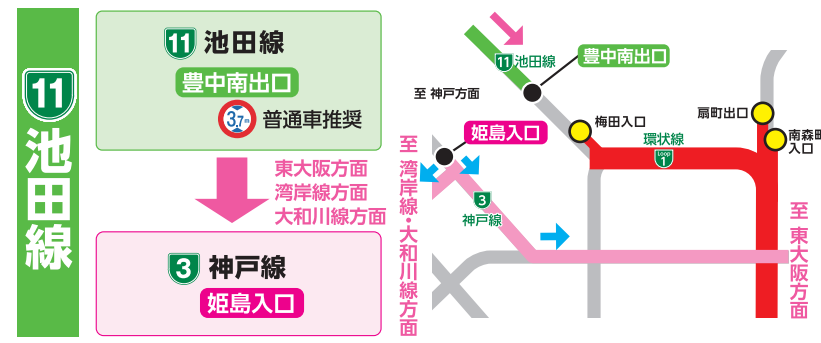 11
池田線
11 池田線
豊中南出口
3.7m 普通車推奨
東大阪方面
湾岸線方面
大和川線方面
3 神戸線
姫島入口
11 池田線
豊中南出口
至 神戸方面
梅田入口
扇町出口
南森町
入口
姫島入口
環状線
LOOP
1
3
神戸線
至 湾岸線・大和川線方面
至 東大阪方面